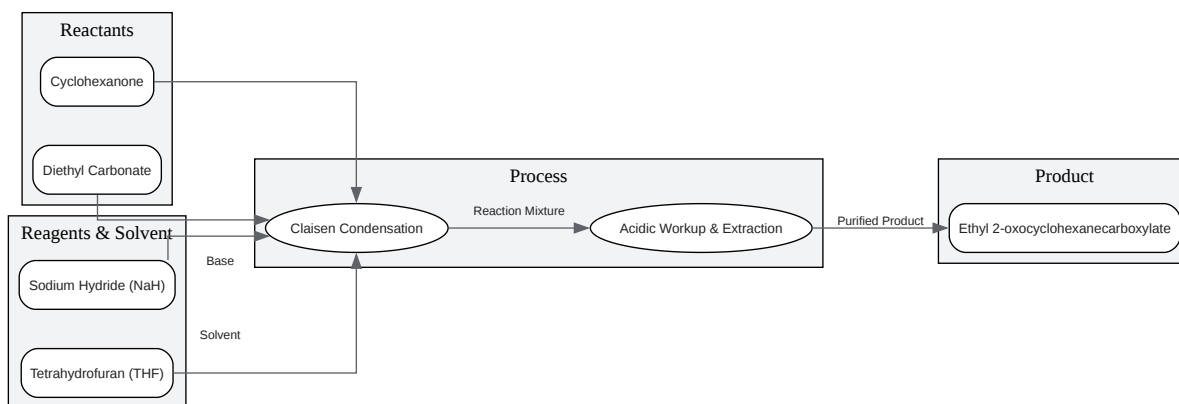 Reactants
Cyclohexanone
Diethyl Carbonate
Reagents & Solvent
Sodium Hydride (NaH)
Tetrahydrofuran (THF)
Base
Solvent
Process
Claisen Condensation
Reaction Mixture
Acidic Workup & Extraction
Purified Product
Product
Ethyl 2-oxocyclohexanecarboxylate